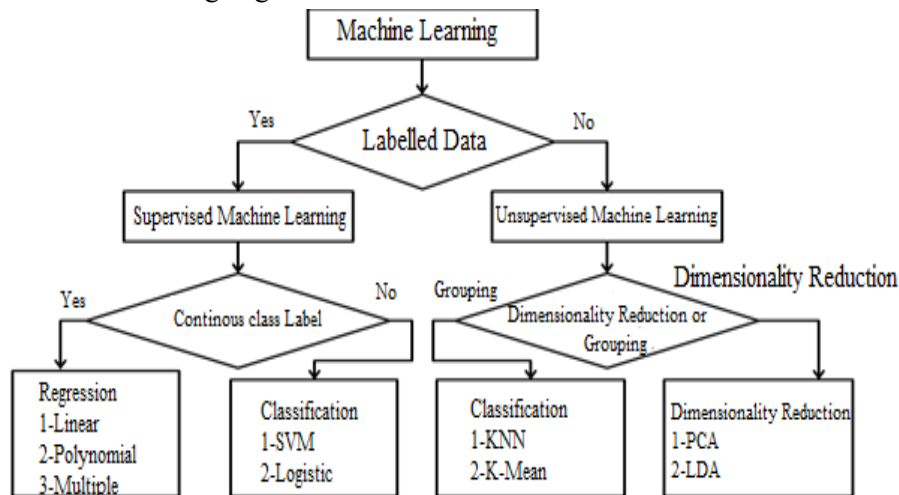 Machine Learning
Yes
No
Labelled Data
Supervised Machine Learning
Unsupervised Machine Learning
Yes
No
Continous class Label
Grouping
Dimensionality Reduction
Dimensionality Reduction or
Grouping
Regression
1-Linear
2-Polynomial
3-Multiple
Classification
1-SVM
2-Logistic
Classification
1-KNN
2-K-Mean
Dimensionality Reduction
1-PCA
2-LDA